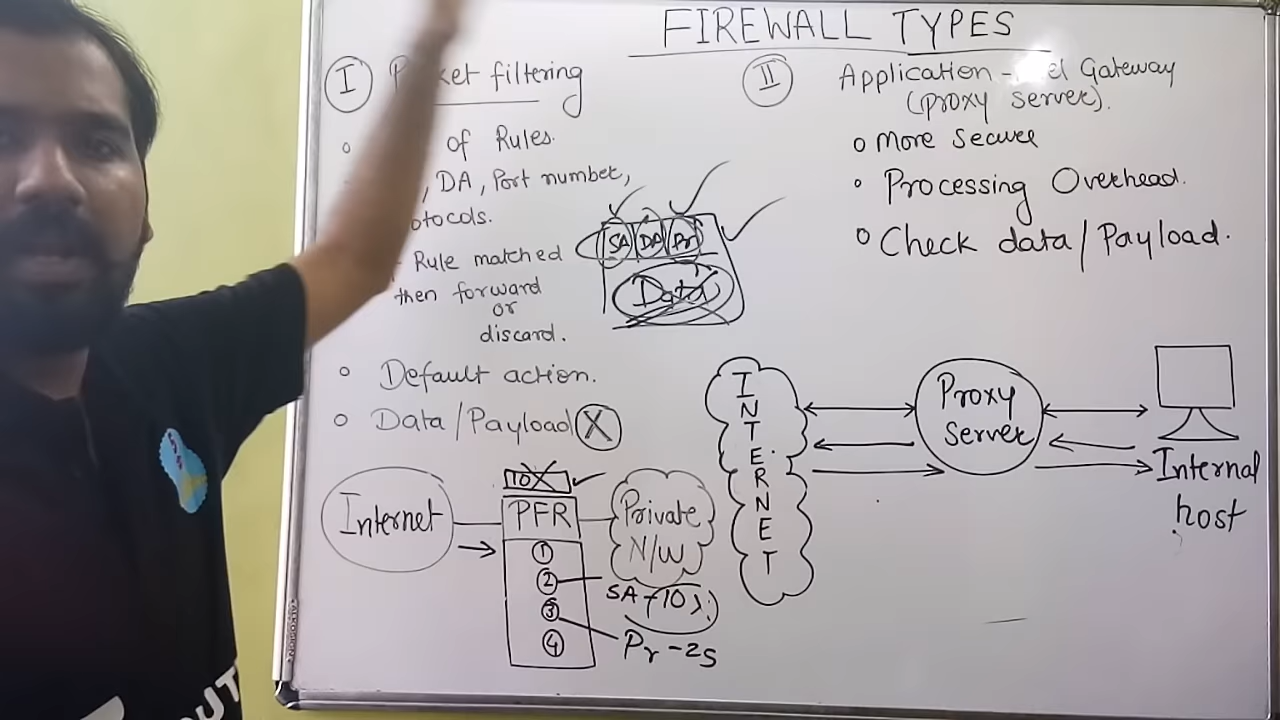 FIREWALL TYPES
I
ket filtering
of Rules.
, DA, Port number,
otocols.
Rule matched
then forward
or
discard.
Default action.
Data/Payload X
SA DA Pr
Data
Internet
10X
PFR
1
2
3
4
Private
N/W
SA-10
Pr-25
II
Application - el Gateway
(Proxy Server).
More Secure
Processing Overhead.
Check data/Payload.
INTERNET
Proxy
Server
Internal
host